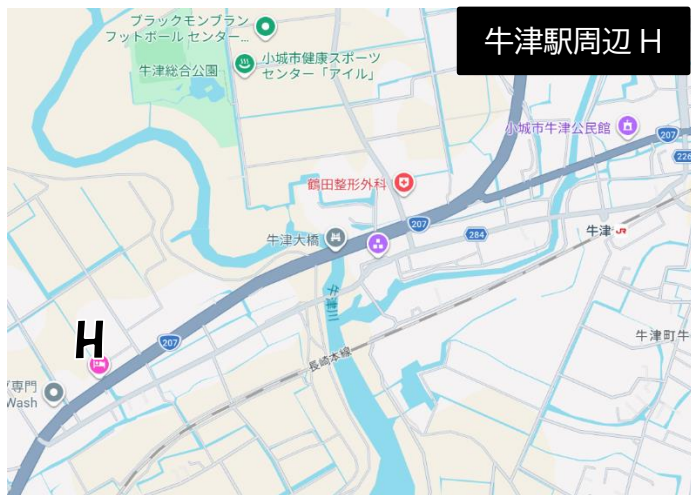 牛津駅周辺 H
ブラックモンブラン
フットボール センター...
小城市健康スポーツ
センター「アイル」
牛津総合公園
小城市牛津公民館
207
226
鶴田整形外科
207
284
牛津
JR
牛津大橋
牛津川
H
207
長崎本線
牛津町牛
専門
Wash